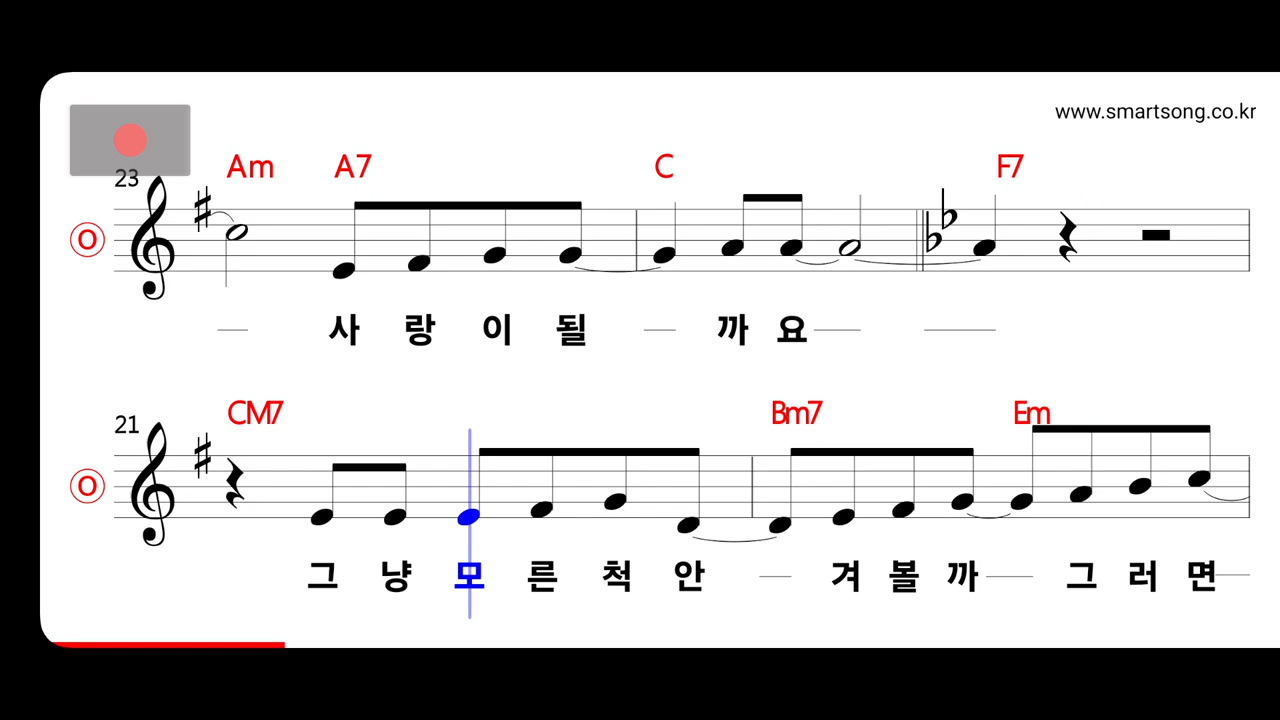 www.smartsong.co.kr
Am A7 C F7
23
O
사 랑 이 될 까 요
CM7 Bm7 Em
21
O
그 냥 모 른 척 안 겨 볼 까 그 러 면